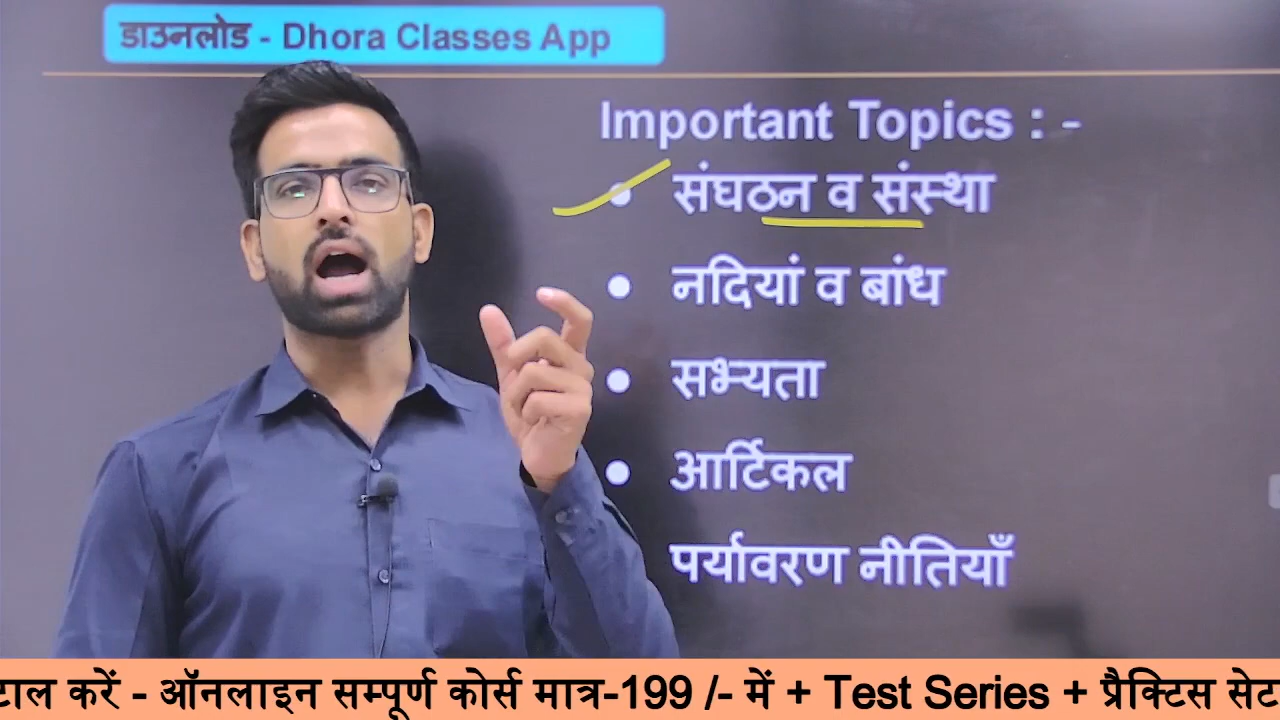 डाउनलोड - Dhora Classes App
Important Topics : -
संघठन व संस्था
नदियां व बांध
सभ्यता
आर्टिकल
पर्यावरण नीतियाँ
टाल करें - ऑनलाइन सम्पूर्ण कोर्स मात्र-199 /- में + Test Series + प्रैक्टिस सेट